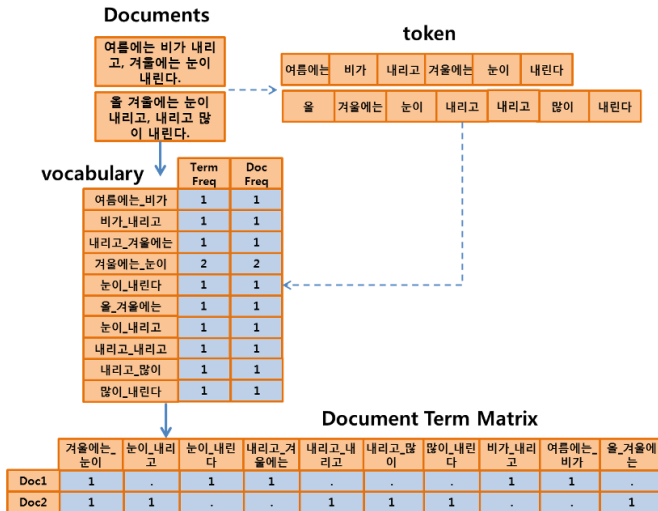 Documents
여름에는 비가 내리
고, 겨울에는 눈이
내린다.
올 겨울에는 눈이
내리고, 내리고 많
이 내린다.
token
여름에는 비가 내리고 겨울에는 눈이 내린다
올 겨울에는 눈이 내리고 내리고 많이 내린다
vocabulary
Term Freq Doc Freq
여름에는_비가 1 1
비가_내리고 1 1
내리고_겨울에는 1 1
겨울에는_눈이 2 2
눈이_내린다 1 1
올_겨울에는 1 1
눈이_내리고 1 1
내리고_내리고 1 1
내리고_많이 1 1
많이_내린다 1 1
Document Term Matrix
겨울에는_눈이 눈이_내리고 눈이_내린다 내리고_겨울에는 내리고_내리고 내리고_많이 많이_내린다 비가_내리고 여름에는_비가 올_겨울에는
Doc1 1 . 1 1 . . . 1 1 .
Doc2 1 1 . . 1 1 1 . . 1